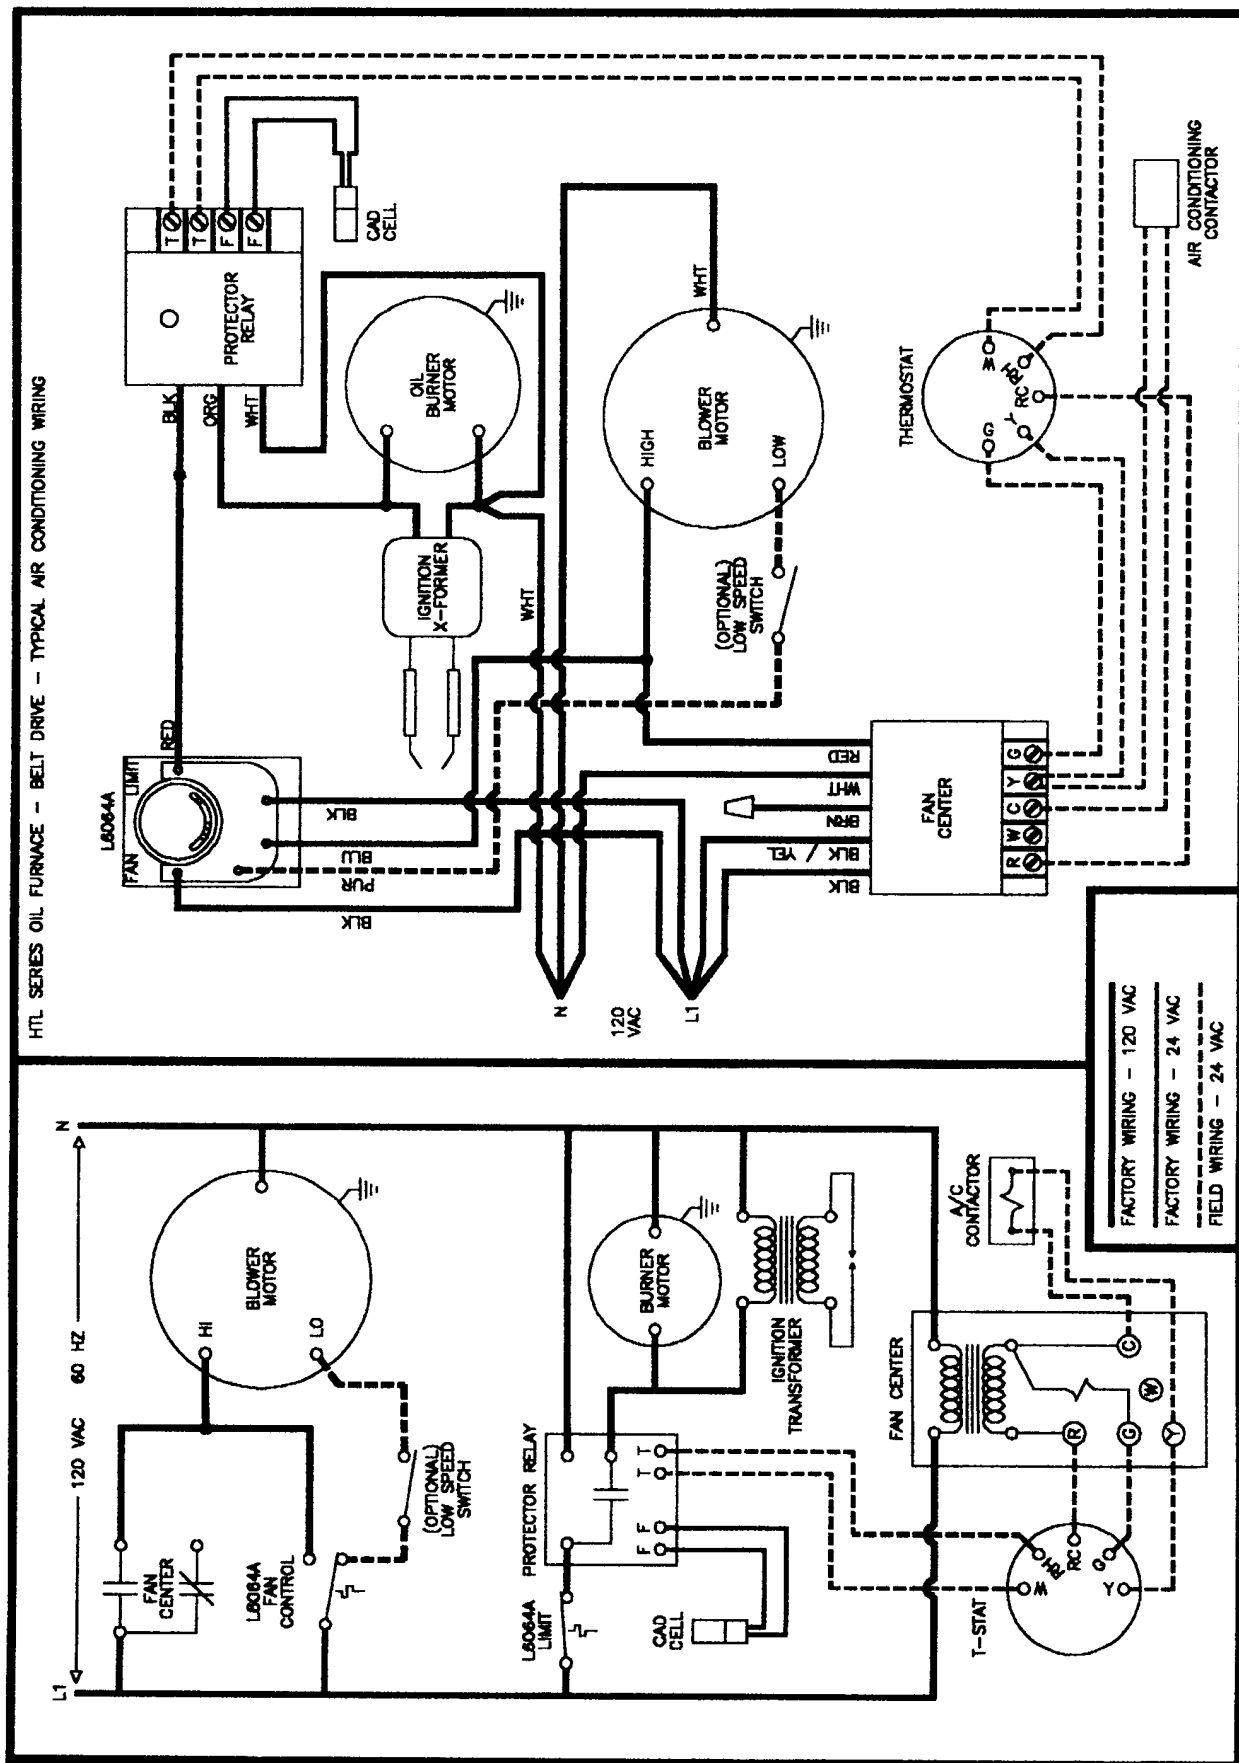 HTL SERIES OIL FURNACE - BELT DRIVE - TYPICAL AIR CONDITIONING WIRING
L1
120 VAC
60 HZ
N
FAN
CENTER
L6064A
FAN
CONTROL
HI
LO
BLOWER
MOTOR
(OPTIONAL)
LOW SPEED
SWITCH
L6064A
LIMIT
PROTECTOR RELAY
F
F
T
T
CAD
CELL
BURNER
MOTOR
IGNITION
TRANSFORMER
T-STAT
W
RH
RC
G
Y
FAN CENTER
R
G
Y
W
C
A/C
CONTACTOR
FACTORY WIRING - 120 VAC
FACTORY WIRING - 24 VAC
FIELD WIRING - 24 VAC
L6064A
FAN
LIMIT
RED
BLK
BLU
PUR
BLK
BLK
ORG
WHT
PROTECTOR
RELAY
T
T
F
F
CAD
CELL
OIL
BURNER
MOTOR
IGNITION
X-FORMER
WHT
N
120
VAC
L1
HIGH
LOW
BLOWER
MOTOR
WHT
(OPTIONAL)
LOW SPEED
SWITCH
RED
WHT
BRN
BLK / YEL
BLK
FAN
CENTER
R
W
C
Y
G
THERMOSTAT
G
Y
RC
RH
W
AIR CONDITIONING
CONTACTOR